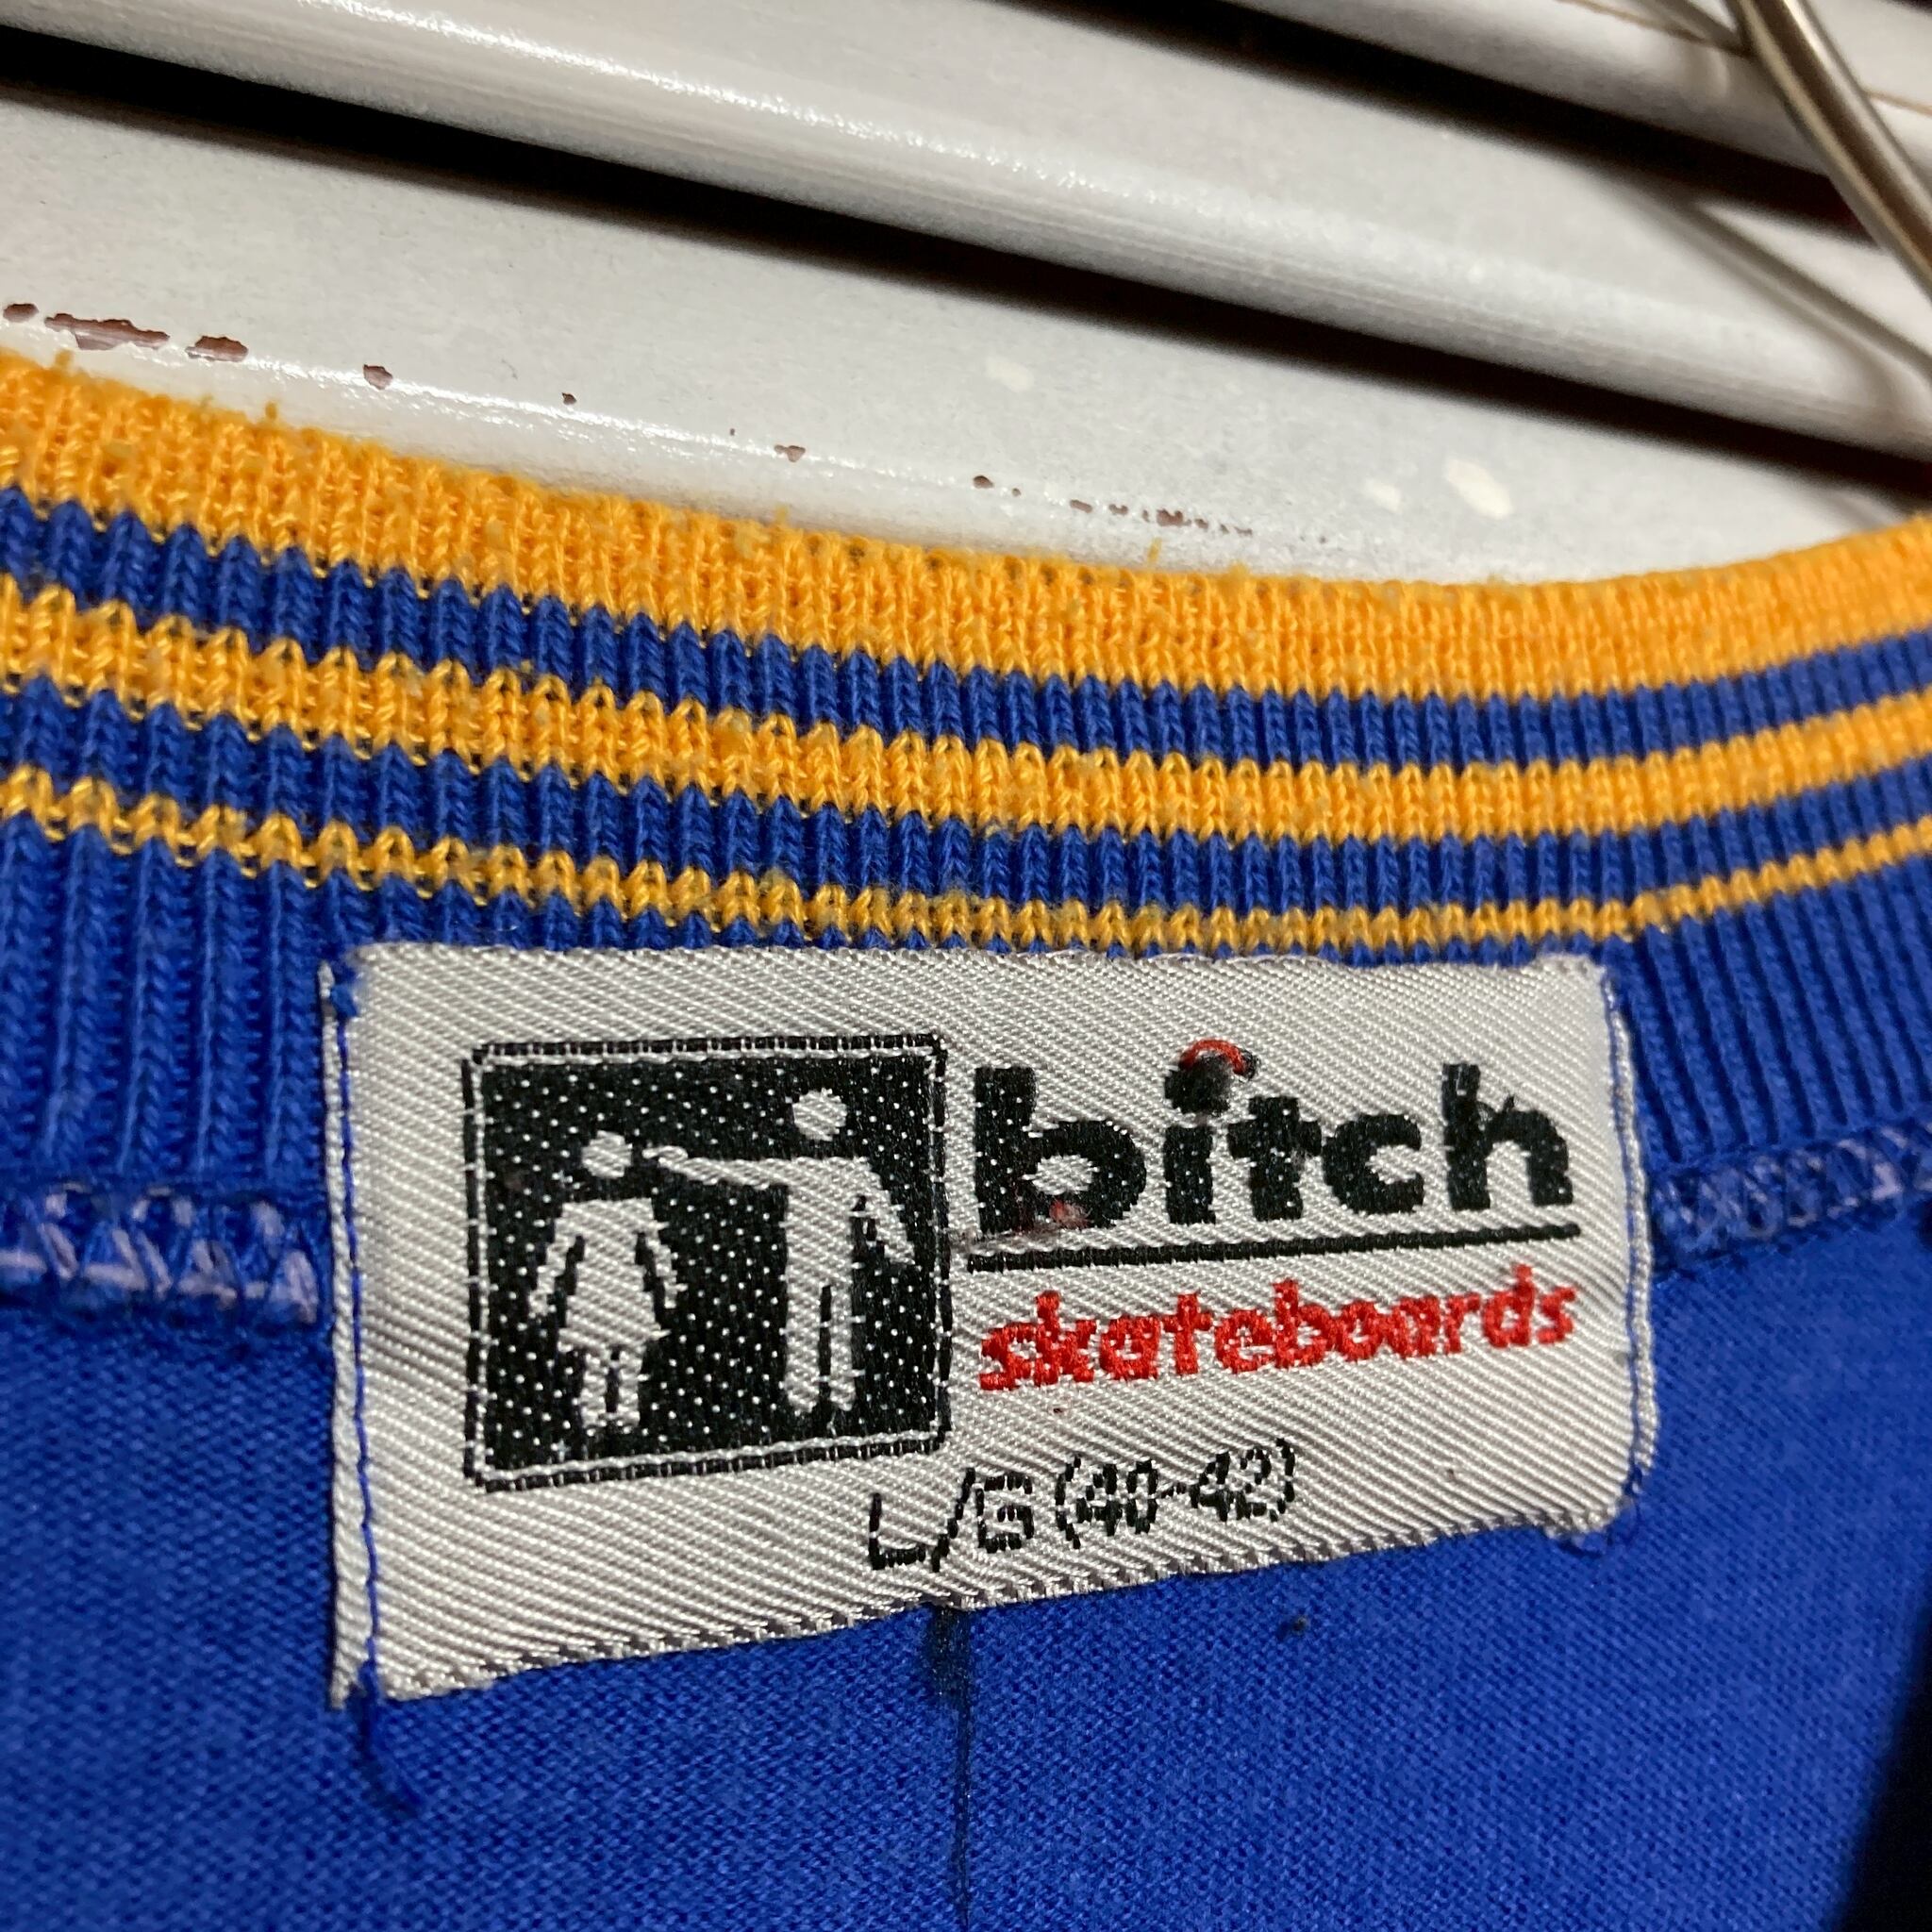 bitch
skateboards
L/G (40-42)